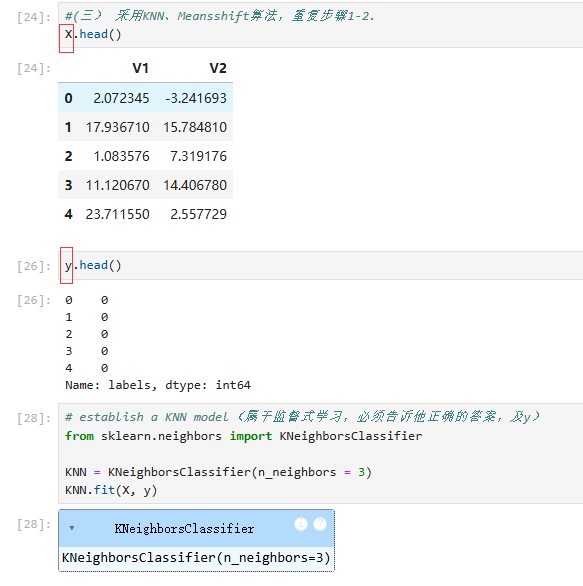 [24]: #(三) 采用KNN、Meansshift算法，重复步骤1-2.
X.head()
[24]: V1 V2
0 2.072345 -3.241693
1 17.936710 15.784810
2 1.083576 7.319176
3 11.120670 14.406780
4 23.711550 2.557729
[26]: y.head()
[26]: 0 0
1 0
2 0
3 0
4 0
Name: labels, dtype: int64
[28]: # establish a KNN model（属于监督式学习，必须告诉他正确的答案，及y）
from sklearn.neighbors import KNeighborsClassifier
KNN = KNeighborsClassifier(n_neighbors = 3)
KNN.fit(X, y)
[28]: ▾ KNeighborsClassifier i ?
KNeighborsClassifier(n_neighbors=3)